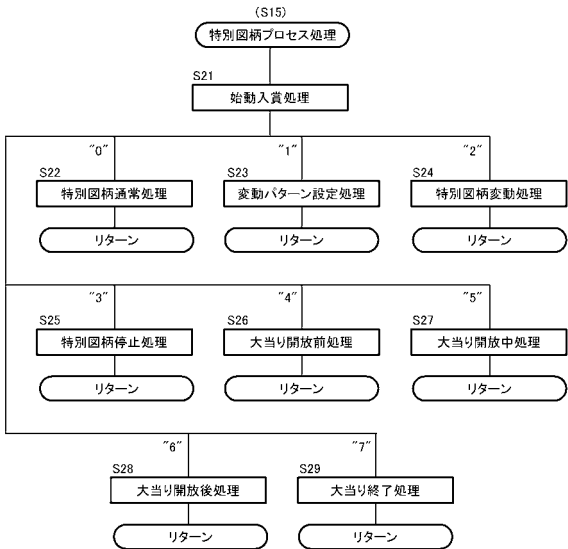 (S15)
特別図柄プロセス処理
S21
始動入賞処理
"0" "1" "2"
S22 S23 S24
特別図柄通常処理 変動パターン設定処理 特別図柄変動処理
リターン リターン リターン
"3" "4" "5"
S25 S26 S27
特別図柄停止処理 大当り開放前処理 大当り開放中処理
リターン リターン リターン
"6" "7"
S28 S29
大当り開放後処理 大当り終了処理
リターン リターン